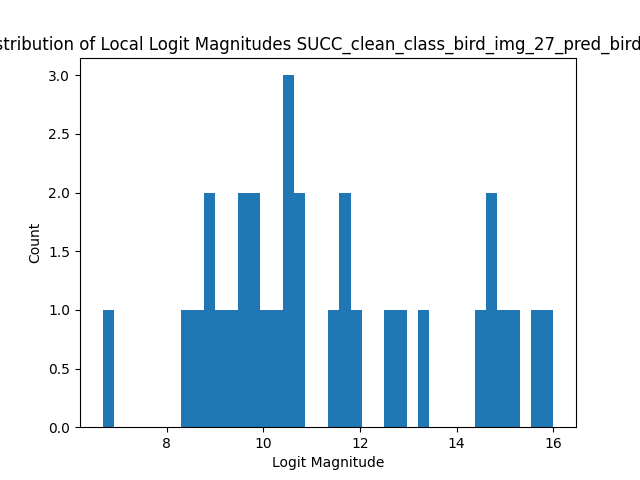 stribution of Local Logit Magnitudes SUCC_clean_class_bird_img_27_pred_bird
3.0
2.5
2.0
1.5
1.0
0.5
0.0
Count
8 10 12 14 16
Logit Magnitude